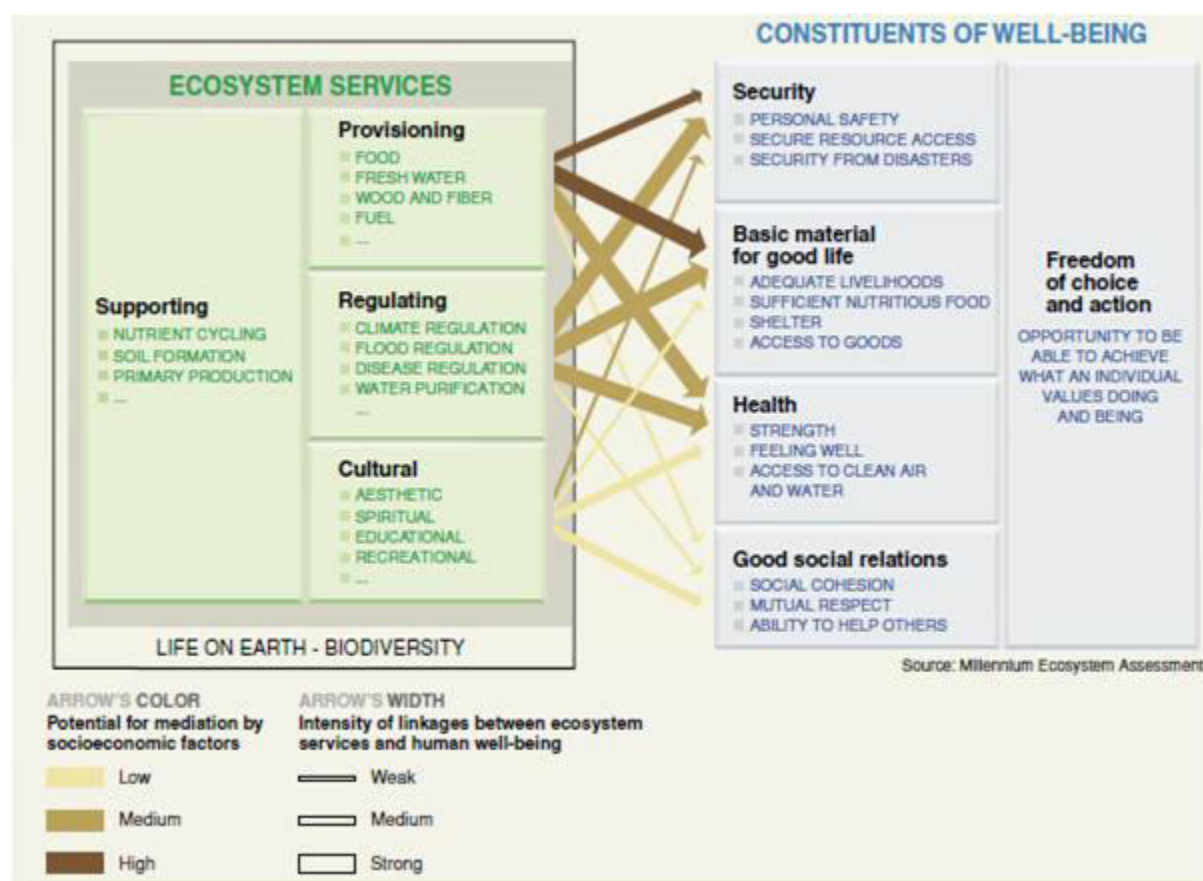 CONSTITUENTS OF WELL-BEING
ECOSYSTEM SERVICES
Supporting
NUTRIENT CYCLING
SOIL FORMATION
PRIMARY PRODUCTION
...
Provisioning
FOOD
FRESH WATER
WOOD AND FIBER
FUEL
...
Regulating
CLIMATE REGULATION
FLOOD REGULATION
DISEASE REGULATION
WATER PURIFICATION
...
Cultural
AESTHETIC
SPIRITUAL
EDUCATIONAL
RECREATIONAL
...
LIFE ON EARTH - BIODIVERSITY
Security
PERSONAL SAFETY
SECURE RESOURCE ACCESS
SECURITY FROM DISASTERS
Basic material
for good life
ADEQUATE LIVELIHOODS
SUFFICIENT NUTRITIOUS FOOD
SHELTER
ACCESS TO GOODS
Health
STRENGTH
FEELING WELL
ACCESS TO CLEAN AIR
AND WATER
Good social relations
SOCIAL COHESION
MUTUAL RESPECT
ABILITY TO HELP OTHERS
Freedom
of choice
and action
OPPORTUNITY TO BE
ABLE TO ACHIEVE
WHAT AN INDIVIDUAL
VALUES DOING
AND BEING
Source: Millennium Ecosystem Assessment
ARROW'S COLOR
Potential for mediation by
socioeconomic factors
Low
Medium
High
ARROW'S WIDTH
Intensity of linkages between ecosystem
services and human well-being
Weak
Medium
Strong